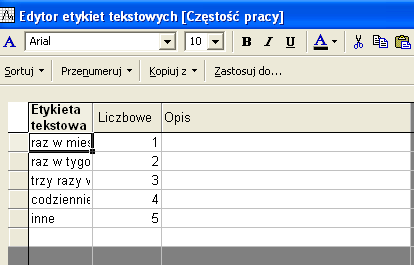 Edytor etykiet tekstowych [Częstość pracy]
A Arial 10 B I U A
Sortuj Przenumeruj Kopiuj z Zastosuj do...
Etykieta tekstowa Liczbowe Opis
raz w mies 1
raz w tygo 2
trzy razy 3
codziennie 4
inne 5